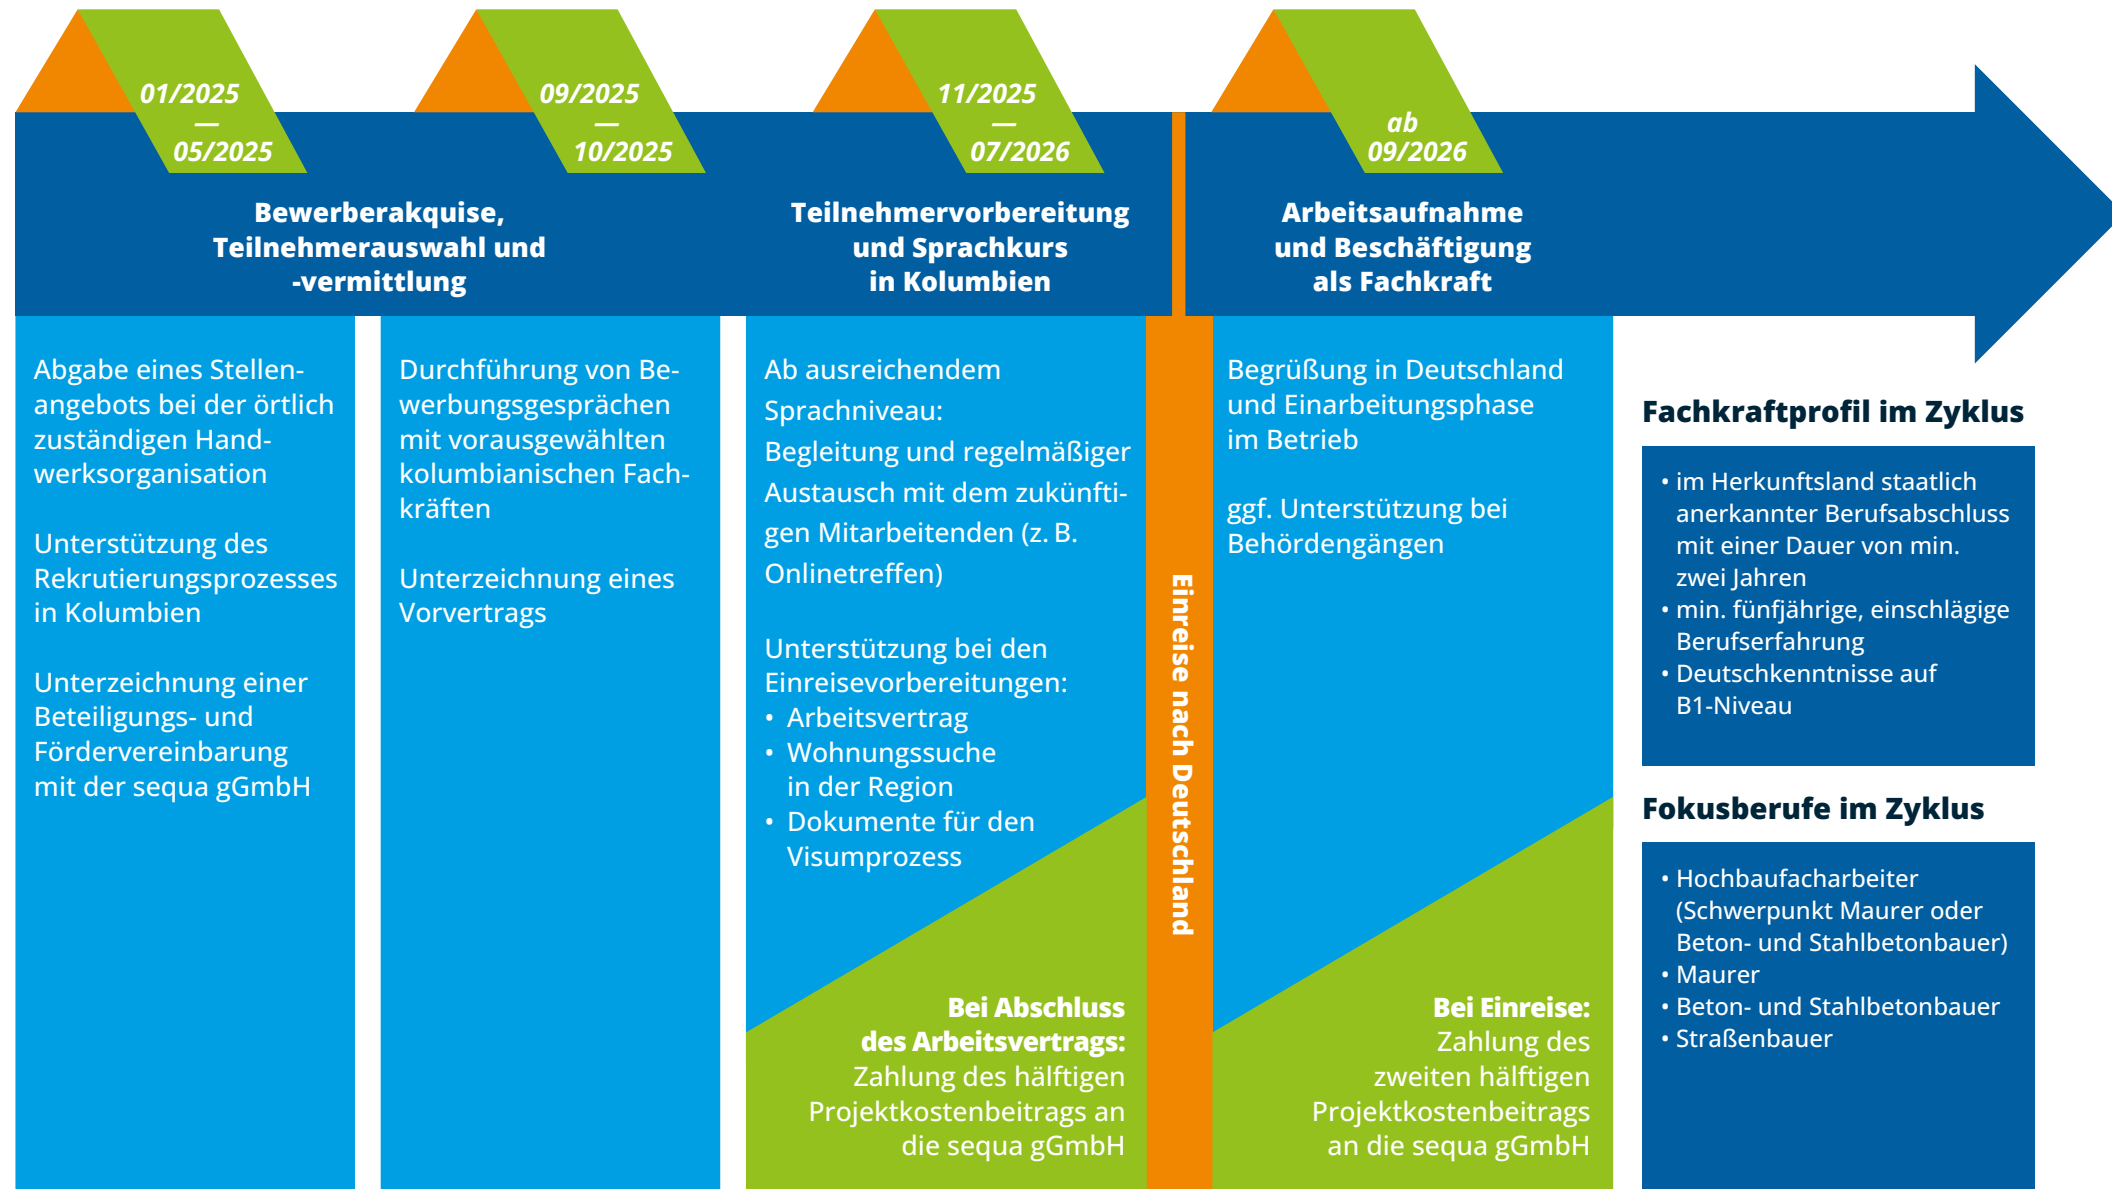 01/2025
—
05/2025
09/2025
—
10/2025
11/2025
—
07/2026
ab
09/2026
Bewerberakquise,
Teilnehmerauswahl und
-vermittlung
Teilnehmervorbereitung
und Sprachkurs
in Kolumbien
Arbeitsaufnahme
und Beschäftigung
als Fachkraft
Abgabe eines Stellen-
angebots bei der örtlich
zuständigen Hand-
werksorganisation
Unterstützung des
Rekrutierungsprozesses
in Kolumbien
Unterzeichnung einer
Beteiligungs- und
Fördervereinbarung
mit der sequa gGmbH
Durchführung von Be-
werbungsgesprächen
mit vorausgewählten
kolumbianischen Fach-
kräften
Unterzeichnung eines
Vorvertrags
Ab ausreichendem
Sprachniveau:
Begleitung und regelmäßiger
Austausch mit dem zukünfti-
gen Mitarbeitenden (z. B.
Onlinetreffen)
Unterstützung bei den
Einreisevorbereitungen:
• Arbeitsvertrag
• Wohnungssuche
in der Region
• Dokumente für den
Visumprozess
Bei Abschluss
des Arbeitsvertrags:
Zahlung des hälftigen
Projektkostenbeitrags an
die sequa gGmbH
Einreise nach Deutschland
Begrüßung in Deutschland
und Einarbeitungsphase
im Betrieb
ggf. Unterstützung bei
Behördengängen
Bei Einreise:
Zahlung des
zweiten hälftigen
Projektkostenbeitrags
an die sequa gGmbH
Fachkraftprofil im Zyklus
• im Herkunftsland staatlich
anerkannter Berufsabschluss
mit einer Dauer von min.
zwei Jahren
• min. fünfjährige, einschlägige
Berufserfahrung
• Deutschkenntnisse auf
B1-Niveau
Fokusberufe im Zyklus
• Hochbaufacharbeiter
(Schwerpunkt Maurer oder
Beton- und Stahlbetonbauer)
• Maurer
• Beton- und Stahlbetonbauer
• Straßenbauer